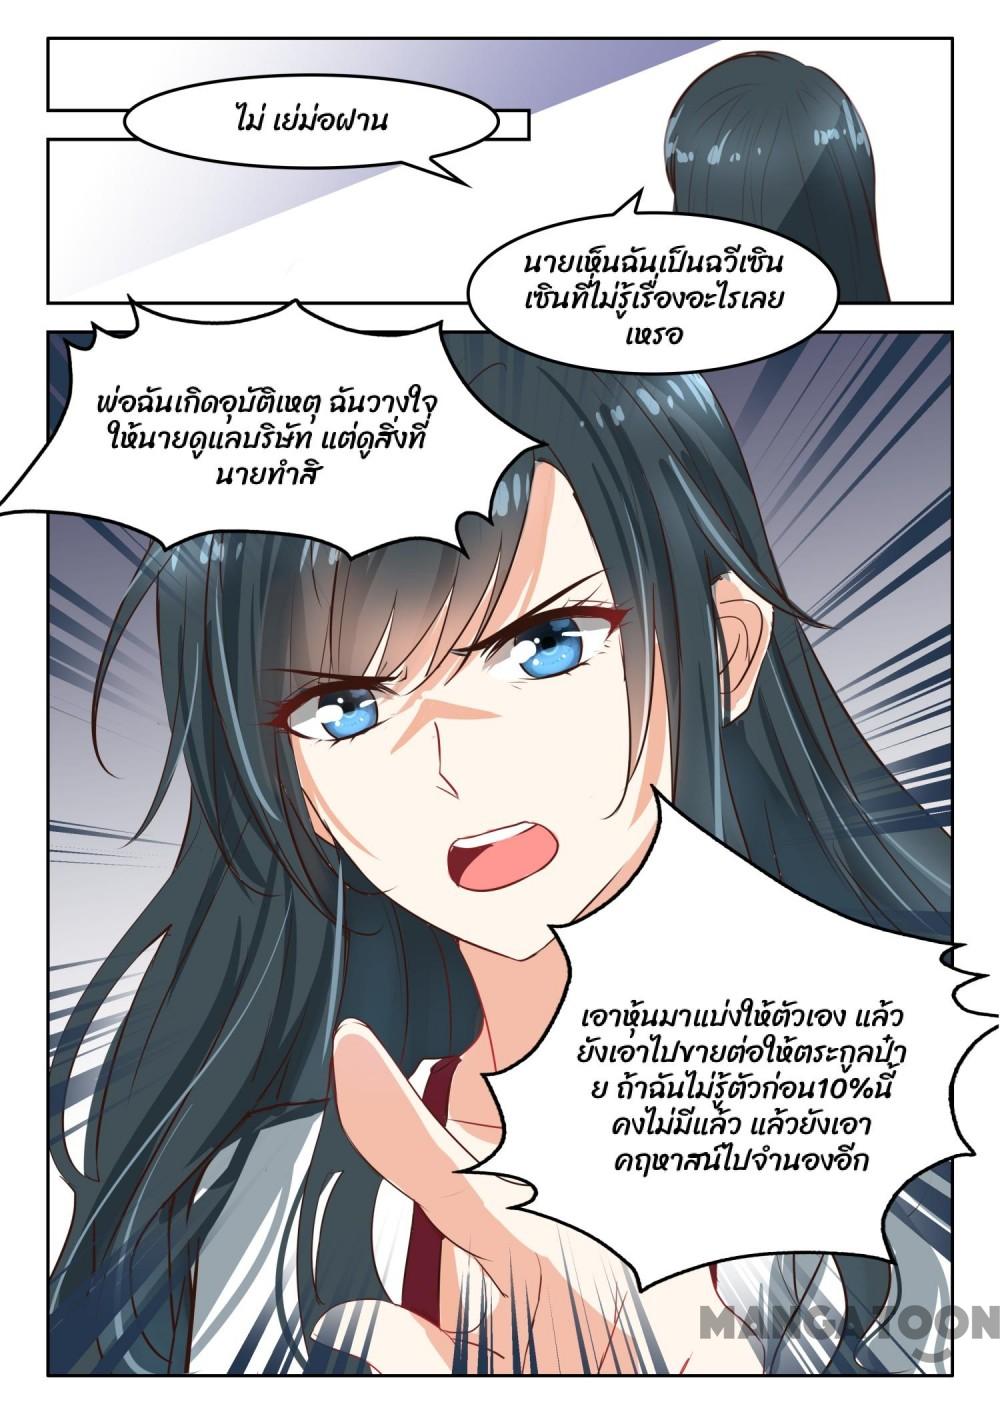 ไม่ เย่ม่อฝาน
นายเห็นฉันเป็นฉวีเซิน
เซินที่ไม่รู้เรื่องอะไรเลย
เหรอ
พ่อฉันเกิดอุบัติเหตุ ฉันวางใจ
ให้นายดูแลบริษัท แต่ดูสิ่งที่
นายทำสิ
เอาหุ้นมาแบ่งให้ตัวเอง แล้ว
ยังเอาไปขายต่อให้ตระกูลป๋า
ย ถ้าฉันไม่รู้ตัวก่อน10%นี้
คงไม่มีแล้ว แล้วยังเอา
คฤหาสน์ไปจำนองอีก
MANGATOON